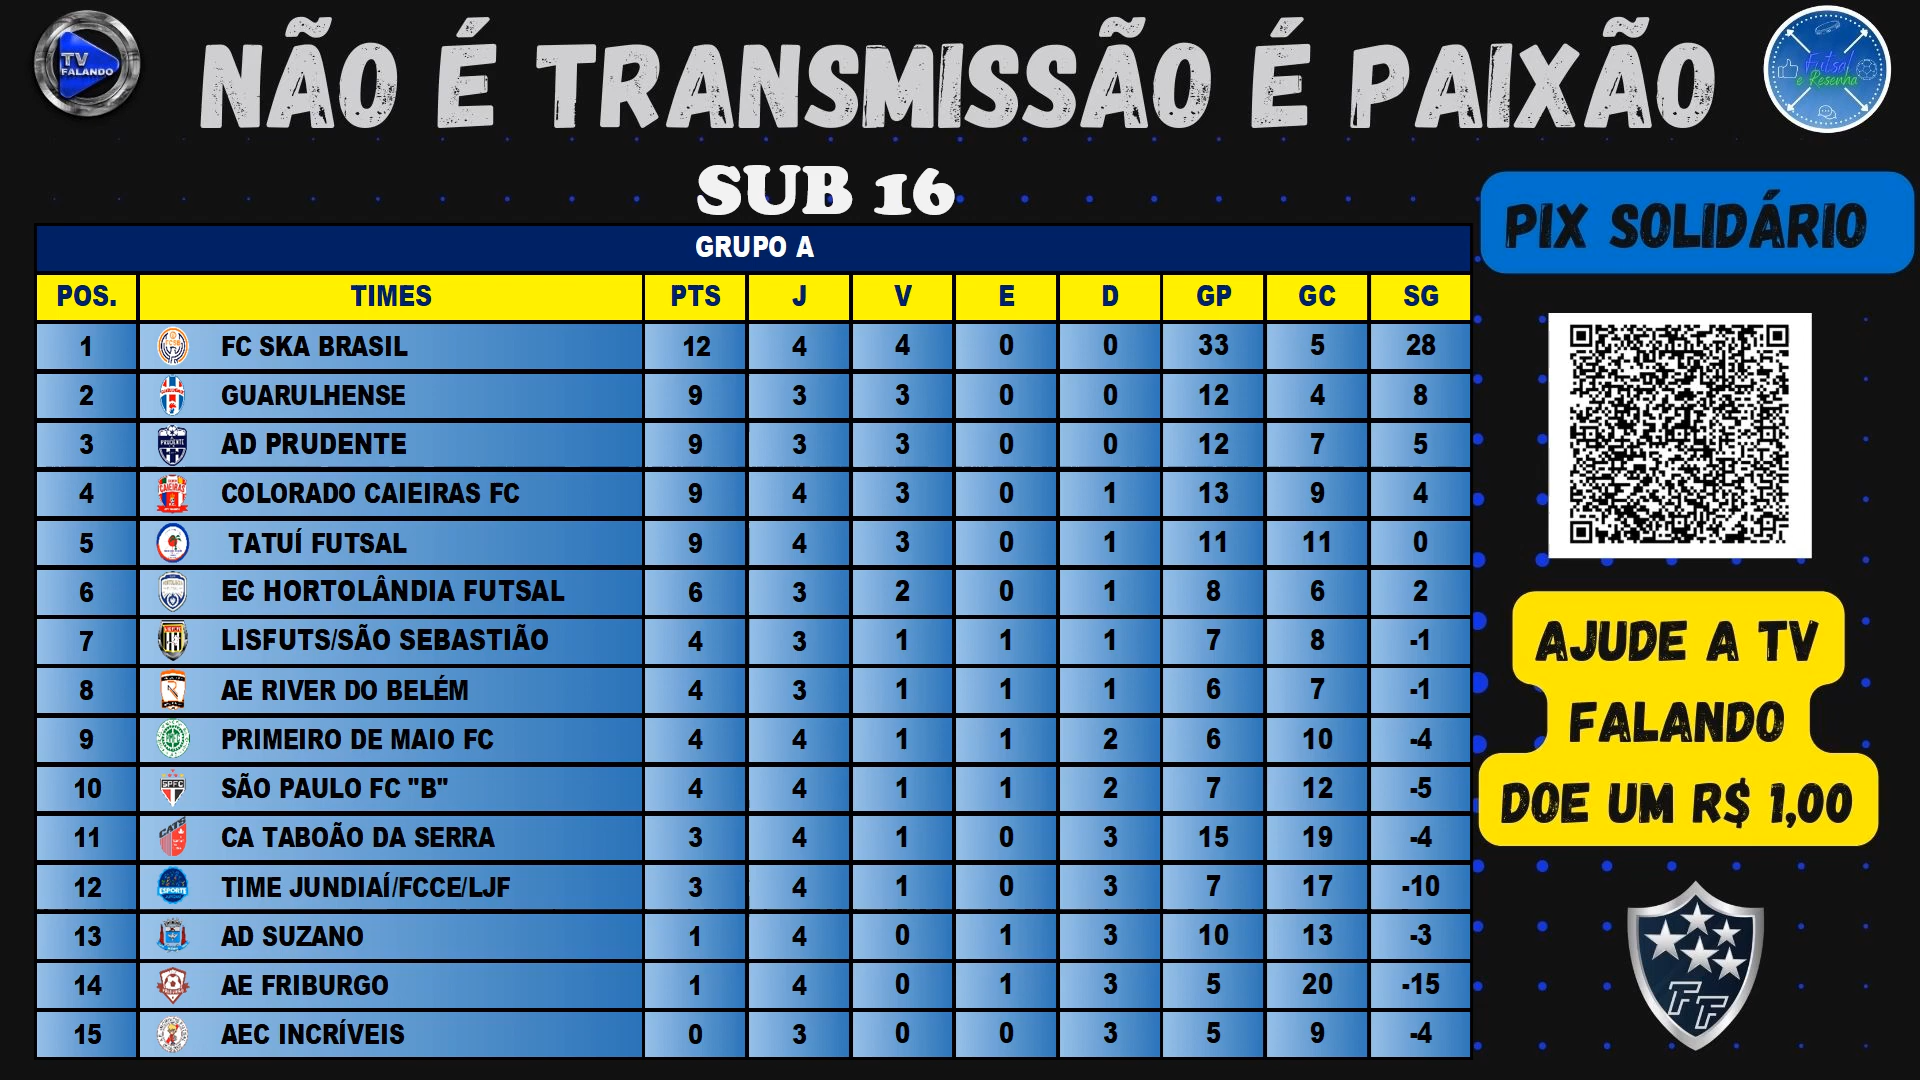 TV
FALANDO
NÃO É TRANSMISSÃO É PAIXÃO
Futsal
e Resenha
SUB 16
PIX SOLIDÁRIO
GRUPO A
POS. TIMES PTS J V E D GP GC SG
1 FC SKA BRASIL 12 4 4 0 0 33 5 28
2 GUARULHENSE 9 3 3 0 0 12 4 8
3 AD PRUDENTE 9 3 3 0 0 12 7 5
4 COLORADO CAIEIRAS FC 9 4 3 0 1 13 9 4
5 TATUÍ FUTSAL 9 4 3 0 1 11 11 0
6 EC HORTOLÂNDIA FUTSAL 6 3 2 0 1 8 6 2
7 LISFUTS/SÃO SEBASTIÃO 4 3 1 1 1 7 8 -1
8 AE RIVER DO BELÉM 4 3 1 1 1 6 7 -1
9 PRIMEIRO DE MAIO FC 4 4 1 1 2 6 10 -4
10 SÃO PAULO FC "B" 4 4 1 1 2 7 12 -5
11 CA TABOÃO DA SERRA 3 4 1 0 3 15 19 -4
12 TIME JUNDIAÍ/FCCE/LJF 3 4 1 0 3 7 17 -10
13 AD SUZANO 1 4 0 1 3 10 13 -3
14 AE FRIBURGO 1 4 0 1 3 5 20 -15
15 AEC INCRÍVEIS 0 3 0 0 3 5 9 -4
AJUDE A TV
FALANDO
DOE UM R$ 1,00
FF